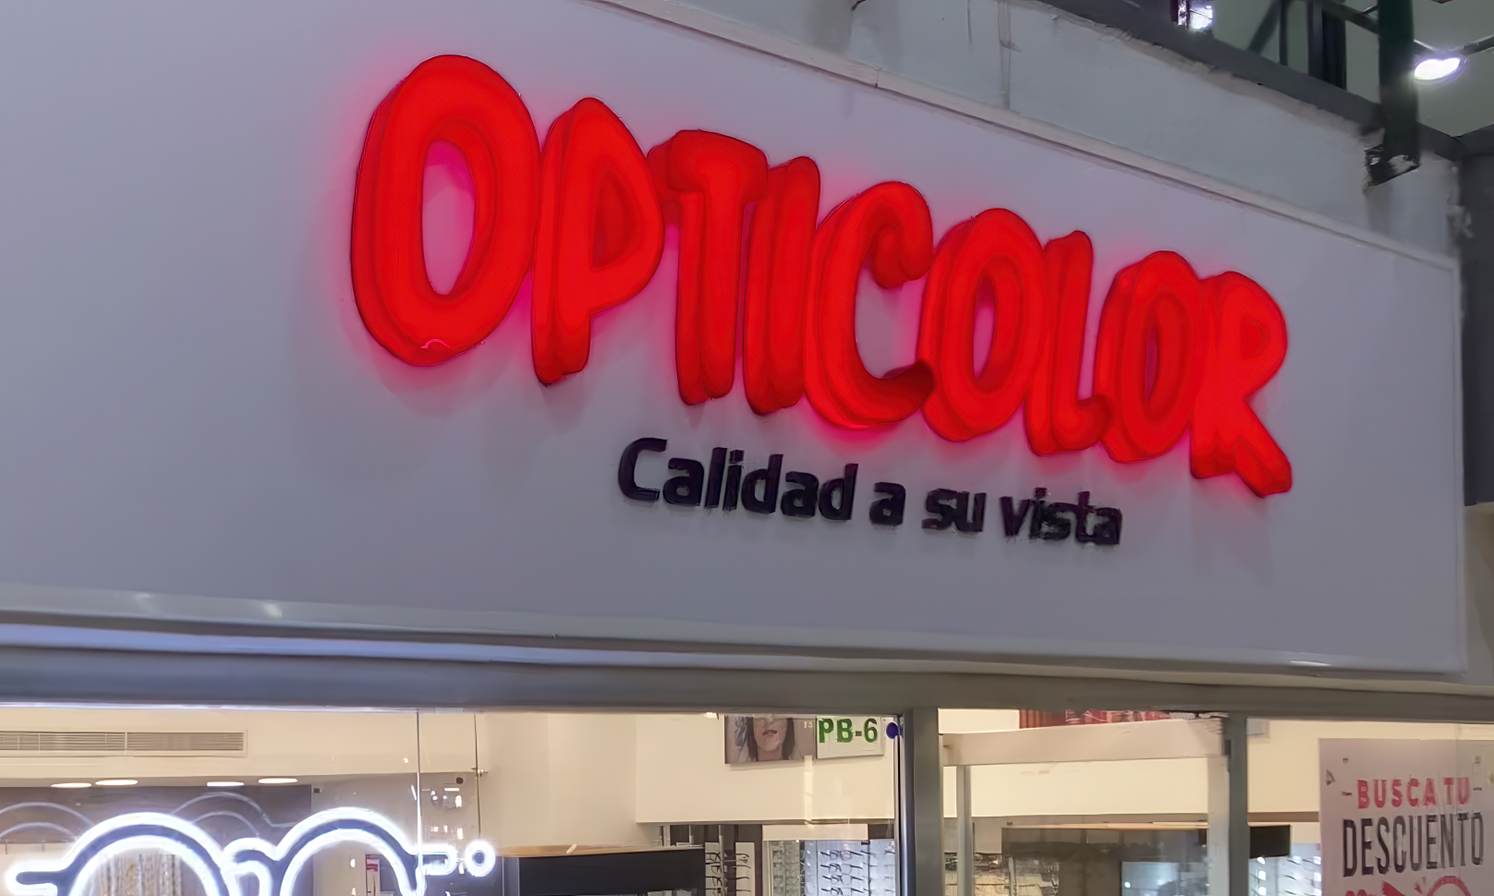 OPTICOLOR
Calidad a su vista
PB-6
BUSCA TU
DESCUENTO